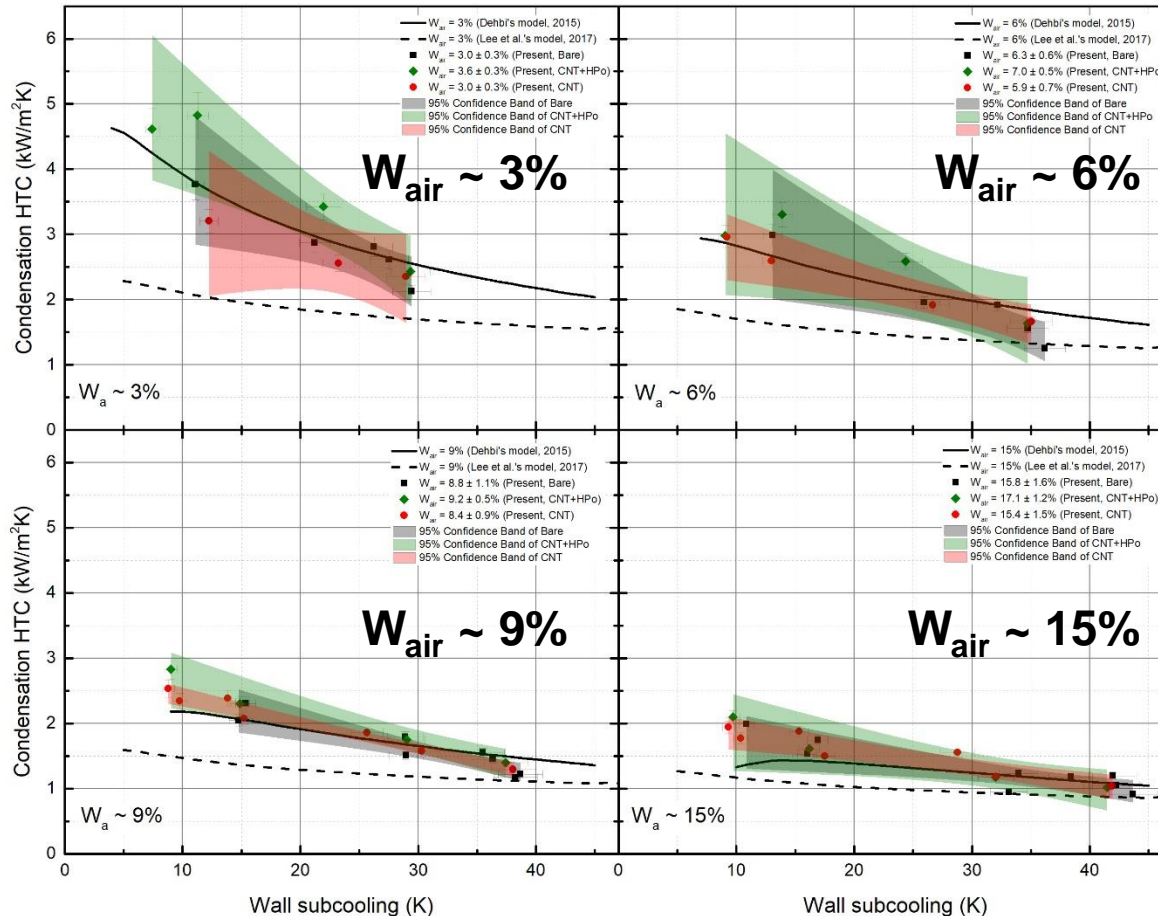 Condensation HTC (kW/m²K)
6
5
4
3
2
1
0
W_air = 3% (Dehbi's model, 2015)
W_air = 3% (Lee et al.'s model, 2017)
W_air = 3.0 ± 0.3% (Present, Bare)
W_air = 3.6 ± 0.3% (Present, CNT+HPo)
W_air = 3.0 ± 0.3% (Present, CNT)
95% Confidence Band of Bare
95% Confidence Band of CNT+HPo
95% Confidence Band of CNT
W_air ~ 3%
W_a ~ 3%
W_air = 6% (Dehbi's model, 2015)
W_air = 6% (Lee et al.'s model, 2017)
W_air = 6.3 ± 0.6% (Present, Bare)
W_air = 7.0 ± 0.5% (Present, CNT+HPo)
W_air = 5.9 ± 0.7% (Present, CNT)
95% Confidence Band of Bare
95% Confidence Band of CNT+HPo
95% Confidence Band of CNT
W_air ~ 6%
W_a ~ 6%
Condensation HTC (kW/m²K)
6
5
4
3
2
1
0
W_air = 9% (Dehbi's model, 2015)
W_air = 9% (Lee et al.'s model, 2017)
W_air = 8.8 ± 1.1% (Present, Bare)
W_air = 9.2 ± 0.5% (Present, CNT+HPo)
W_air = 8.4 ± 0.9% (Present, CNT)
95% Confidence Band of Bare
95% Confidence Band of CNT+HPo
95% Confidence Band of CNT
W_air ~ 9%
W_a ~ 9%
0 10 20 30 40
Wall subcooling (K)
W_air = 15% (Dehbi's model, 2015)
W_air = 15% (Lee et al.'s model, 2017)
W_air = 15.8 ± 1.6% (Present, Bare)
W_air = 17.1 ± 1.2% (Present, CNT+HPo)
W_air = 15.4 ± 1.5% (Present, CNT)
95% Confidence Band of Bare
95% Confidence Band of CNT+HPo
95% Confidence Band of CNT
W_air ~ 15%
W_a ~ 15%
0 10 20 30 40
Wall subcooling (K)